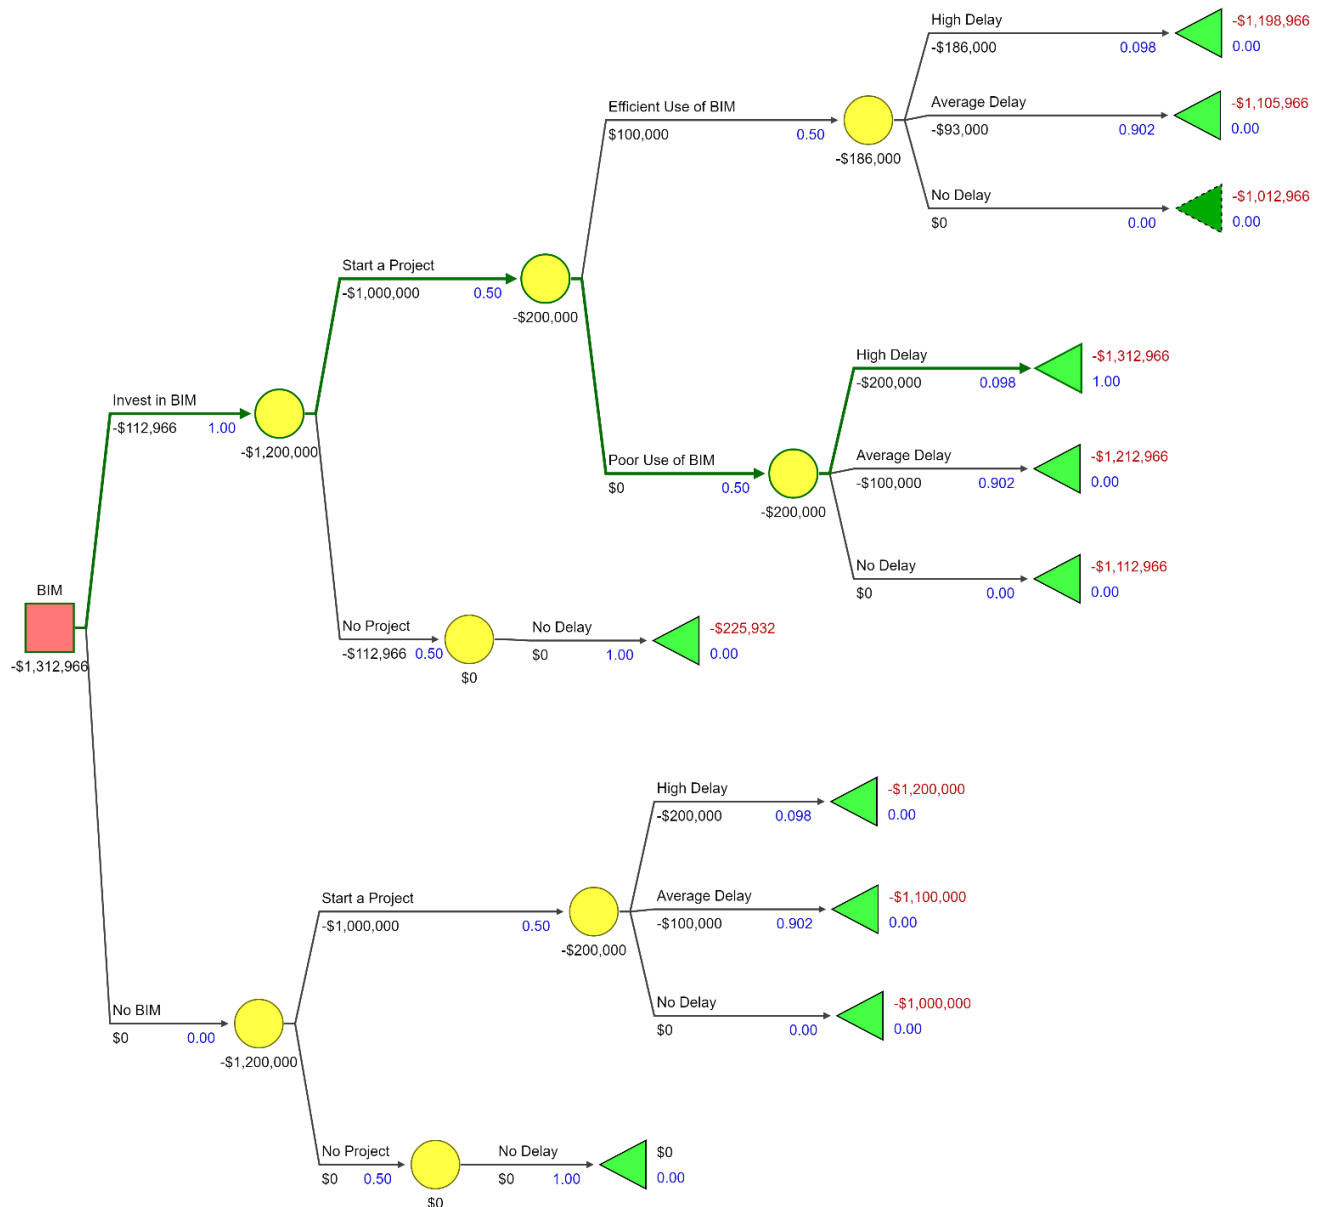 High Delay
-$186,000 0.098
-$1,198,966
0.00
Average Delay
-$93,000 0.902
-$1,105,966
0.00
No Delay
$0 0.00
-$1,012,966
0.00
Efficient Use of BIM
$100,000 0.50
-$186,000
Start a Project
-$1,000,000 0.50
-$200,000
High Delay
-$200,000 0.098
-$1,312,966
1.00
Average Delay
-$100,000 0.902
-$1,212,966
0.00
No Delay
$0 0.00
-$1,112,966
0.00
Poor Use of BIM
$0 0.50
-$200,000
Invest in BIM
-$112,966 1.00
-$1,200,000
No Project
-$112,966 0.50
$0
No Delay
$0 1.00
-$225,932
0.00
BIM
-$1,312,966
High Delay
-$200,000 0.098
-$1,200,000
0.00
Average Delay
-$100,000 0.902
-$1,100,000
0.00
No Delay
$0 0.00
-$1,000,000
0.00
Start a Project
-$1,000,000 0.50
-$200,000
No BIM
$0 0.00
-$1,200,000
No Project
$0 0.50
$0
No Delay
$0 1.00
$0
0.00